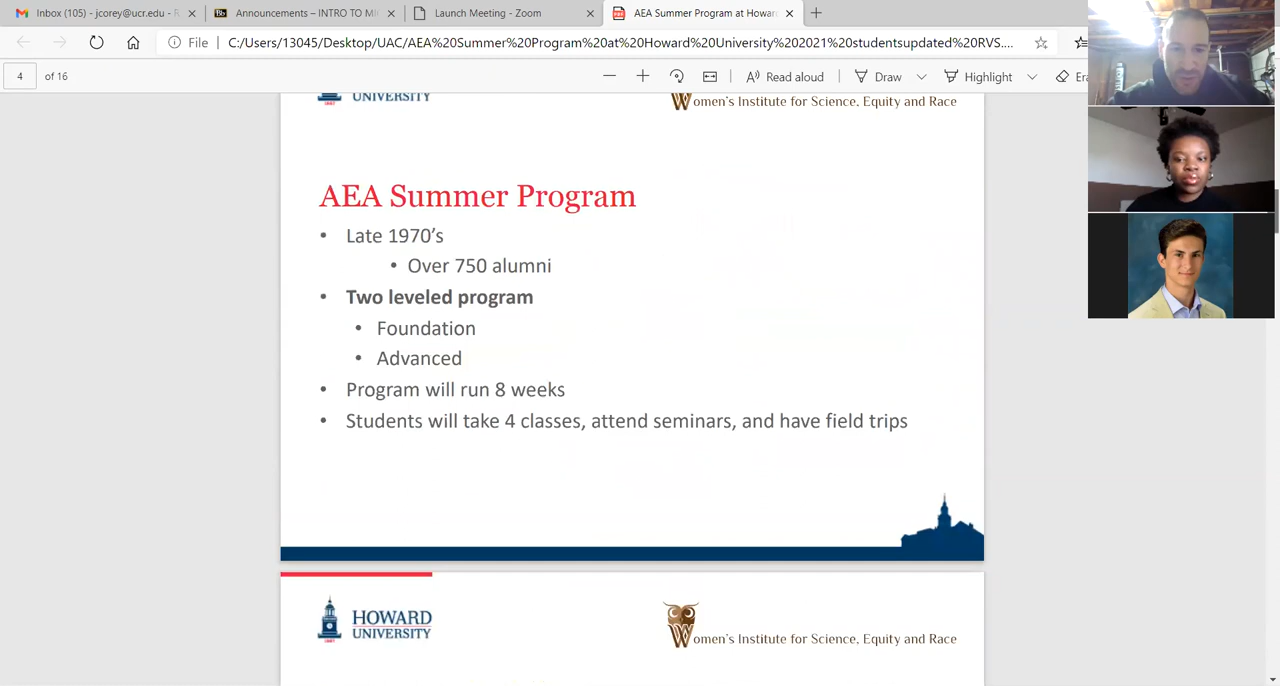 Inbox (105) - jcorey@ucr.edu - R
Announcements – INTRO TO MI
Launch Meeting - Zoom
AEA Summer Program at Howar
File
C:/Users/13045/Desktop/UAC/AEA%20Summer%20Program%20at%20Howard%20University%202021%20studentsupdated%20RVS....
4 of 16
Read aloud
Draw
Highlight
Era
UNIVERSITY
Women's Institute for Science, Equity and Race
AEA Summer Program
• Late 1970's
• Over 750 alumni
• Two leveled program
• Foundation
• Advanced
• Program will run 8 weeks
• Students will take 4 classes, attend seminars, and have field trips
HOWARD
UNIVERSITY
Women's Institute for Science, Equity and Race